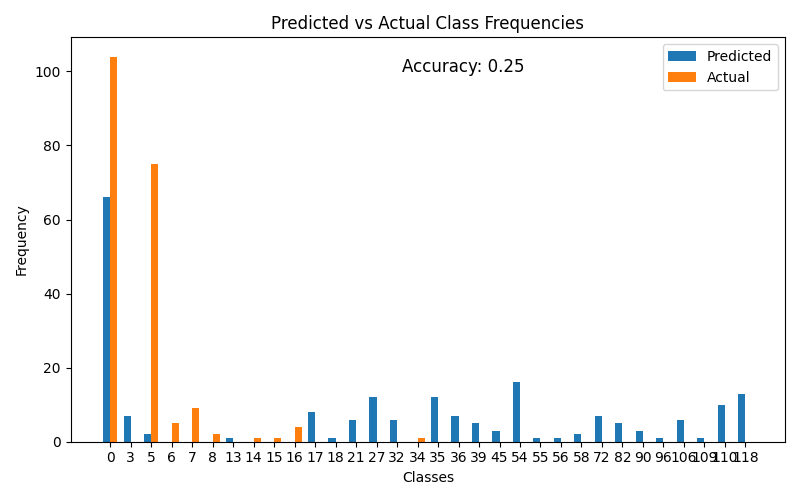 Predicted vs Actual Class Frequencies
Accuracy: 0.25
Predicted
Actual
100
80
60
40
20
0
Frequency
0 3 5 6 7 8 13 14 15 16 17 18 21 27 32 34 35 36 39 45 54 55 56 58 72 82 90 96 106 109 110 118
Classes